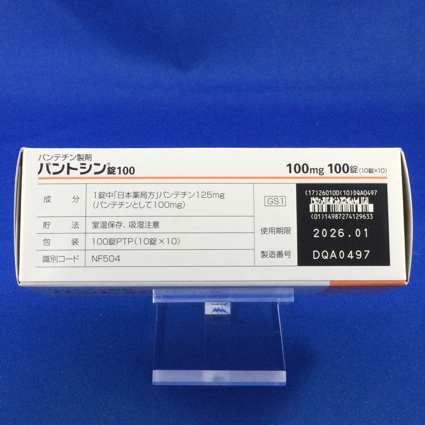 パンテチン製剤
パントシン®錠100
100mg 100錠(10錠×10)
成分 1錠中「日本薬局方」パンテチン125mg
(パンテチンとして100mg)
貯法 室温保存、吸湿注意
包装 100錠PTP(10錠×10)
識別コード NF504
GS1
(17)260100(10)DQA0497
(01)14987274129633
使用期限 2026.01
製造番号 DQA0497